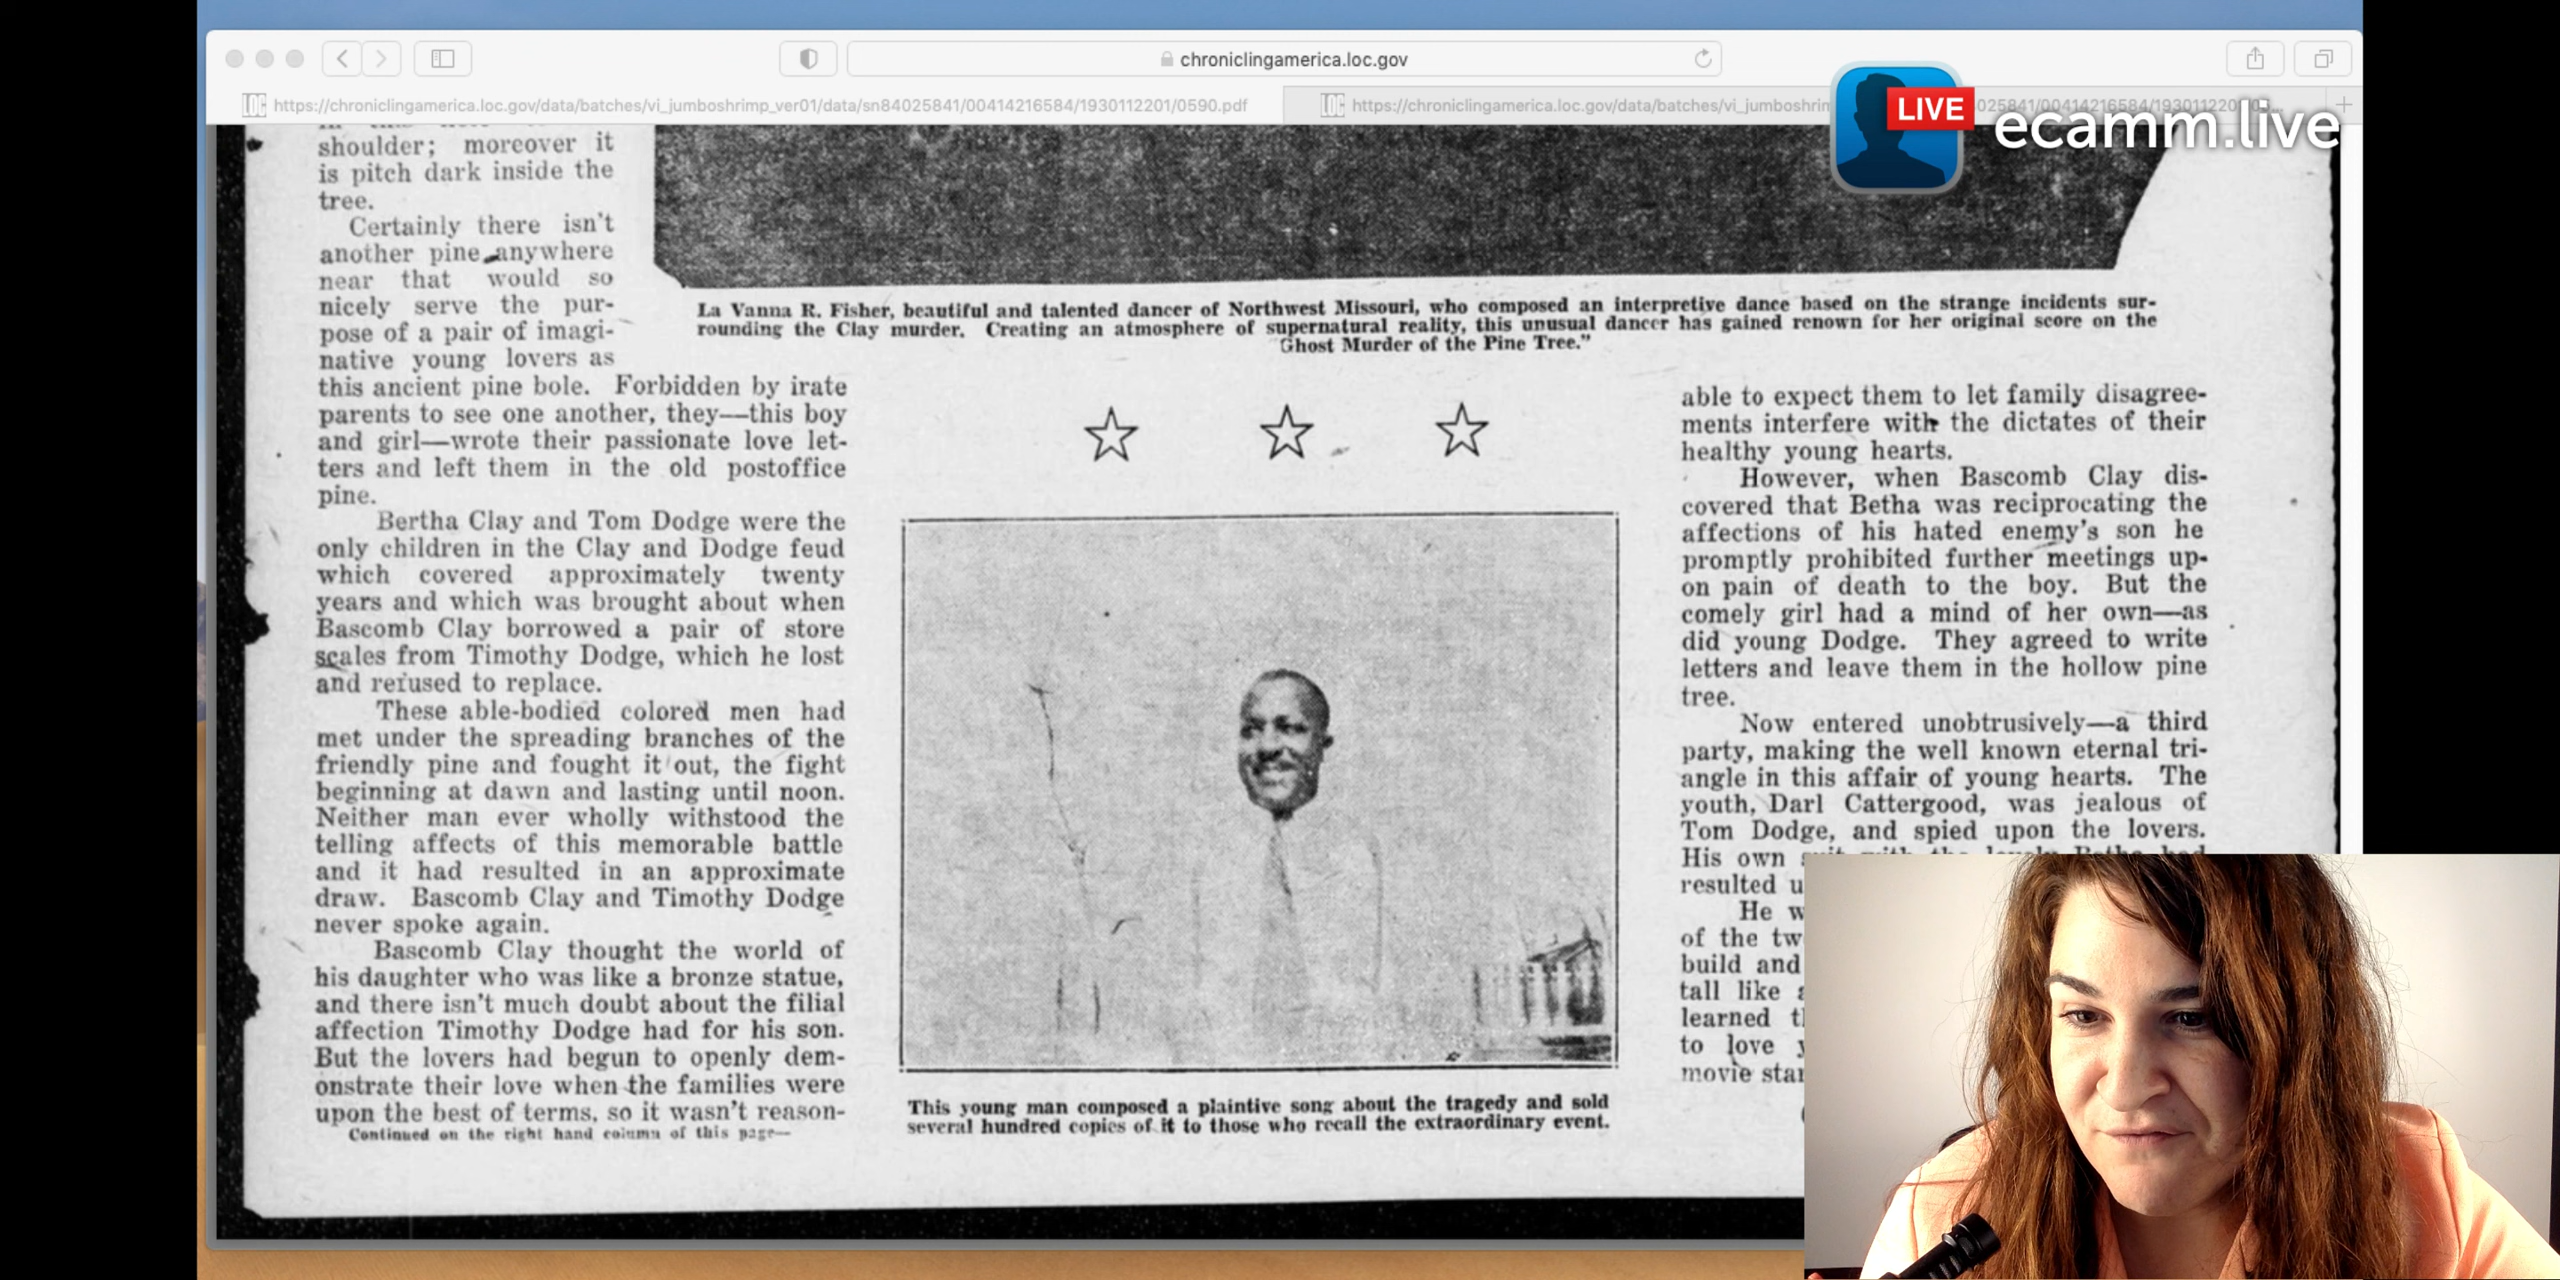 chroniclingamerica.loc.gov
https://chroniclingamerica.loc.gov/data/batches/vi_jumboshrimp_ver01/data/sn84025841/00414216584/1930112201/0590.pdf
https://chroniclingamerica.loc.gov/data/batches/vi_jumboshrim
025841/00414216584/19301122
LIVE
ecamm.live
shoulder; moreover it
is pitch dark inside the
tree.
Certainly there isn't
another pine anywhere
near that would so
nicely serve the pur-
pose of a pair of imagi-
native young lovers as
this ancient pine bole. Forbidden by irate
parents to see one another, they—this boy
and girl—wrote their passionate love let-
ters and left them in the old postoffice
pine.
Bertha Clay and Tom Dodge were the
only children in the Clay and Dodge feud
which covered approximately twenty
years and which was brought about when
Bascomb Clay borrowed a pair of store
scales from Timothy Dodge, which he lost
and refused to replace.
These able-bodied colored men had
met under the spreading branches of the
friendly pine and fought it out, the fight
beginning at dawn and lasting until noon.
Neither man ever wholly withstood the
telling affects of this memorable battle
and it had resulted in an approximate
draw. Bascomb Clay and Timothy Dodge
never spoke again.
Bascomb Clay thought the world of
his daughter who was like a bronze statue,
and there isn't much doubt about the filial
affection Timothy Dodge had for his son.
But the lovers had begun to openly dem-
onstrate their love when the families were
upon the best of terms, so it wasn't reason-
Continued on the right hand column of this page—
La Vanna R. Fisher, beautiful and talented dancer of Northwest Missouri, who composed an interpretive dance based on the strange incidents sur-
rounding the Clay murder. Creating an atmosphere of supernatural reality, this unusual dancer has gained renown for her original score on the
"Ghost Murder of the Pine Tree."
This young man composed a plaintive song about the tragedy and sold
several hundred copies of it to those who recall the extraordinary event.
able to expect them to let family disagree-
ments interfere with the dictates of their
healthy young hearts.
However, when Bascomb Clay dis-
covered that Betha was reciprocating the
affections of his hated enemy's son he
promptly prohibited further meetings up-
on pain of death to the boy. But the
comely girl had a mind of her own—as
did young Dodge. They agreed to write
letters and leave them in the hollow pine
tree.
Now entered unobtrusively—a third
party, making the well known eternal tri-
angle in this affair of young hearts. The
youth, Darl Cattergood, was jealous of
Tom Dodge, and spied upon the lovers.
His own
resulted u
He w
of the tw
build and
tall like
learned
to love
movie star